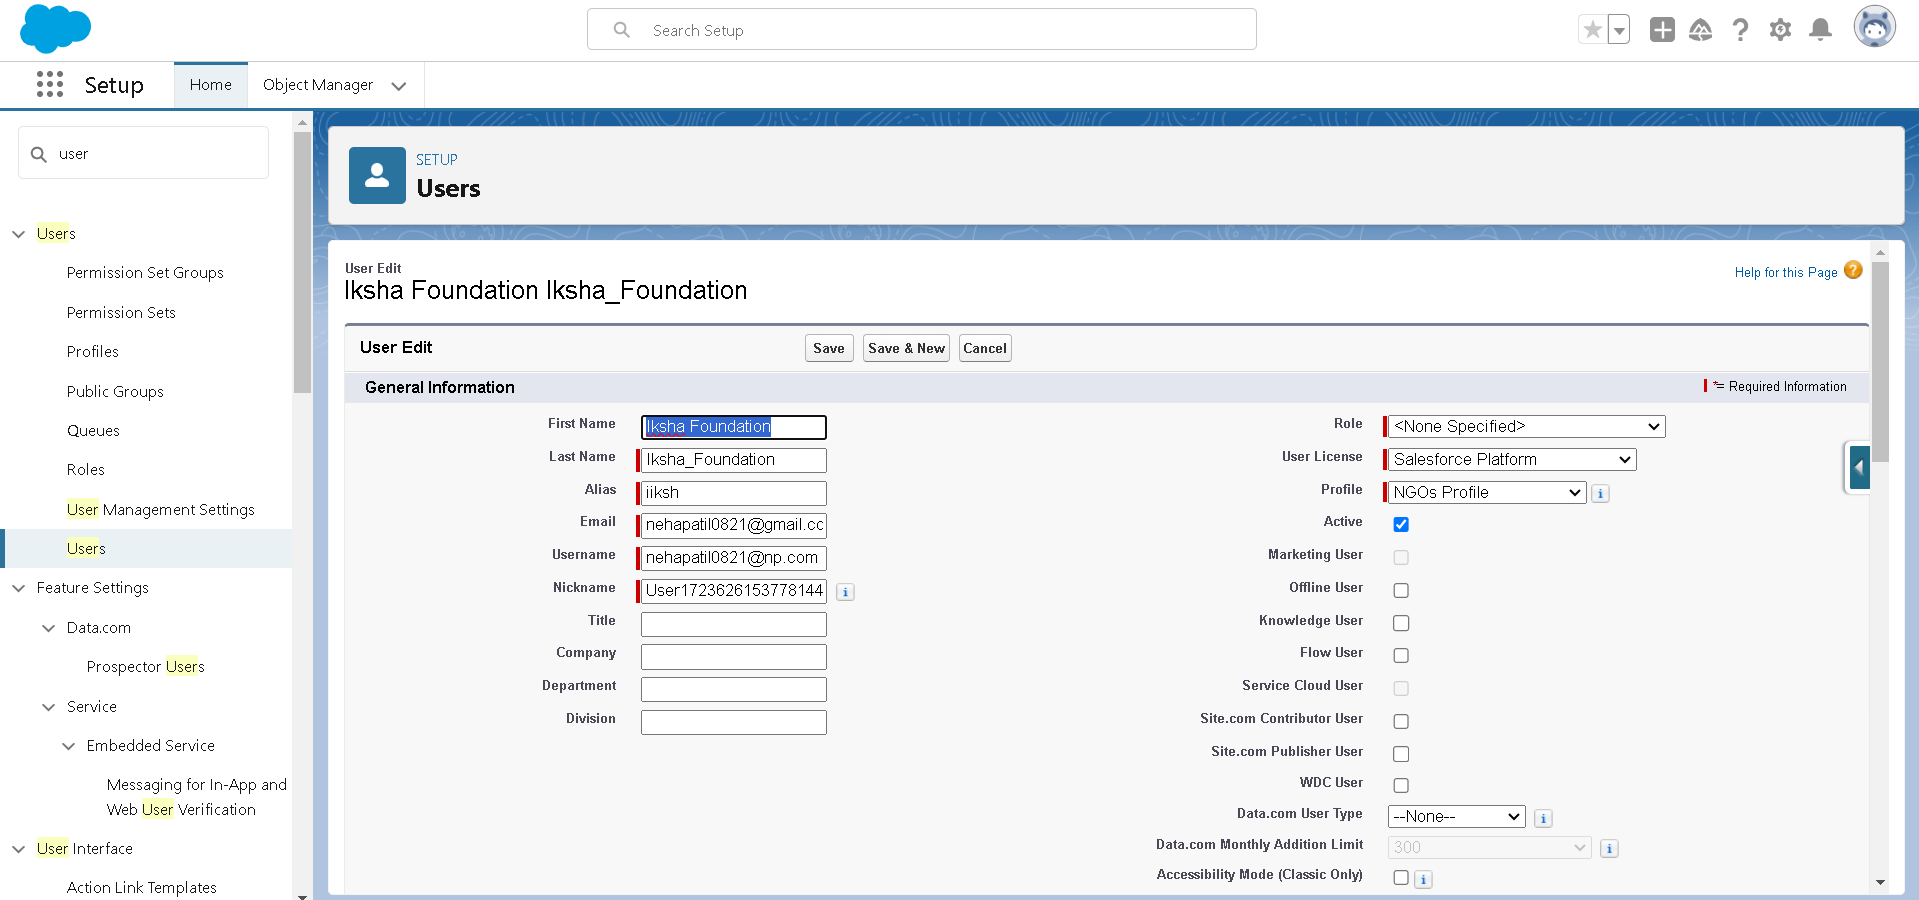 Search Setup
Setup
Home
Object Manager
user
Users
Permission Set Groups
Permission Sets
Profiles
Public Groups
Queues
Roles
User Management Settings
Users
Feature Settings
Data.com
Prospector Users
Service
Embedded Service
Messaging for In-App and
Web User Verification
User Interface
Action Link Templates
SETUP
Users
User Edit
Iksha Foundation Iksha_Foundation
Help for this Page
User Edit
Save
Save & New
Cancel
General Information
*= Required Information
First Name
Iksha Foundation
Last Name
Iksha_Foundation
Alias
iiksh
Email
nehapatil0821@gmail.co
Username
nehapatil0821@np.com
Nickname
User1723626153778144
Title
Company
Department
Division
Role
<None Specified>
User License
Salesforce Platform
Profile
NGOs Profile
Active
Marketing User
Offline User
Knowledge User
Flow User
Service Cloud User
Site.com Contributor User
Site.com Publisher User
WDC User
Data.com User Type
--None--
Data.com Monthly Addition Limit
300
Accessibility Mode (Classic Only)